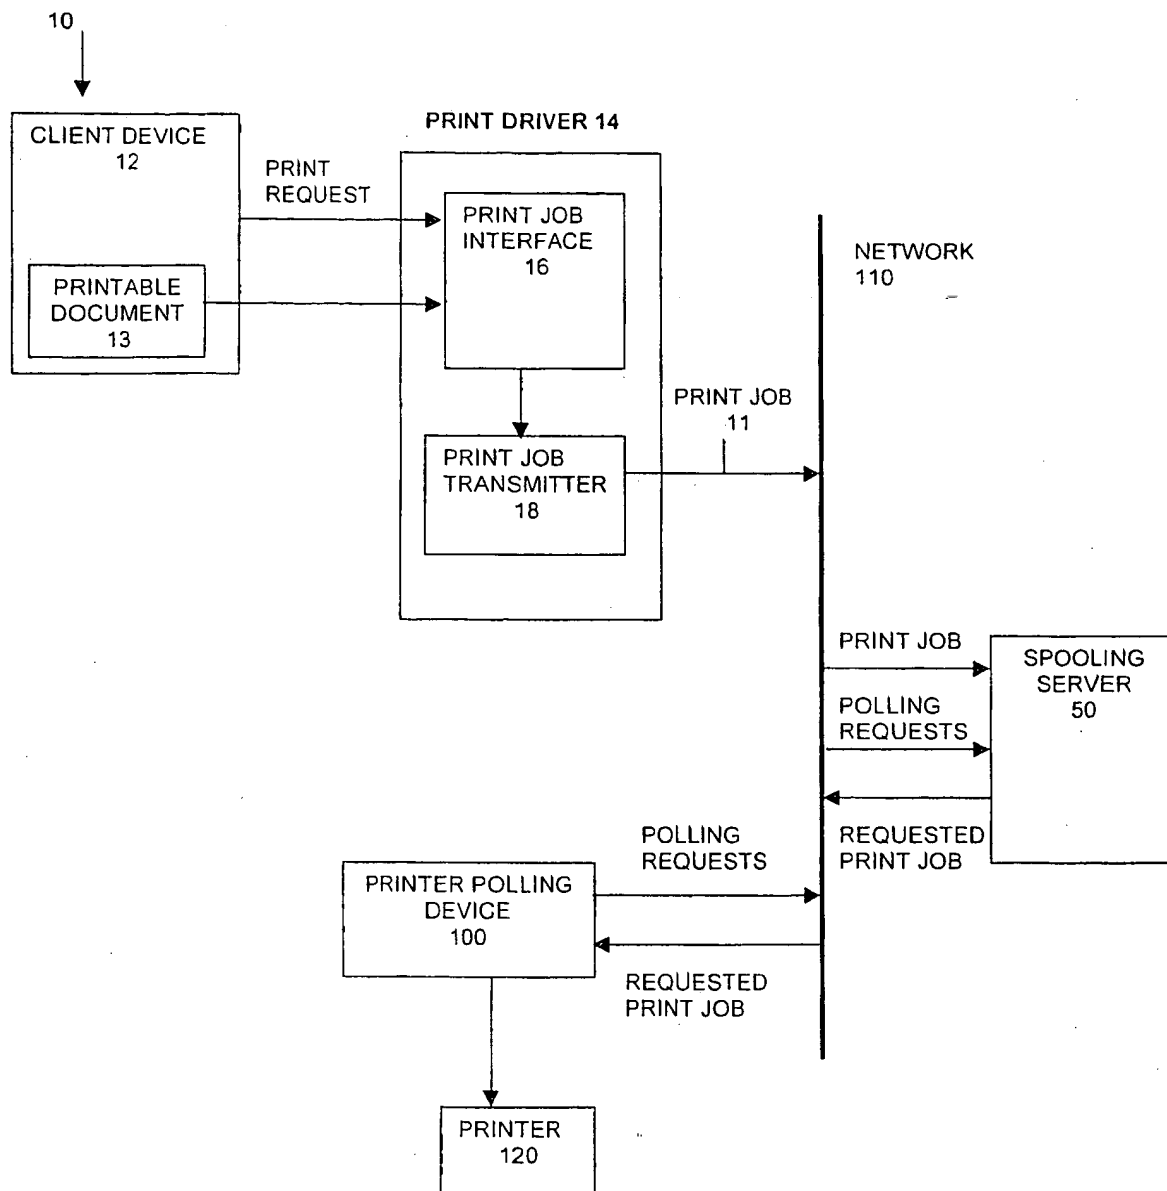 10
CLIENT DEVICE
12
PRINTABLE
DOCUMENT
13
PRINT
REQUEST
PRINT DRIVER 14
PRINT JOB
INTERFACE
16
PRINT JOB
TRANSMITTER
18
PRINT JOB
11
NETWORK
110
PRINT JOB
POLLING
REQUESTS
REQUESTED
PRINT JOB
SPOOLING
SERVER
50
POLLING
REQUESTS
PRINTER POLLING
DEVICE
100
REQUESTED
PRINT JOB
PRINTER
120